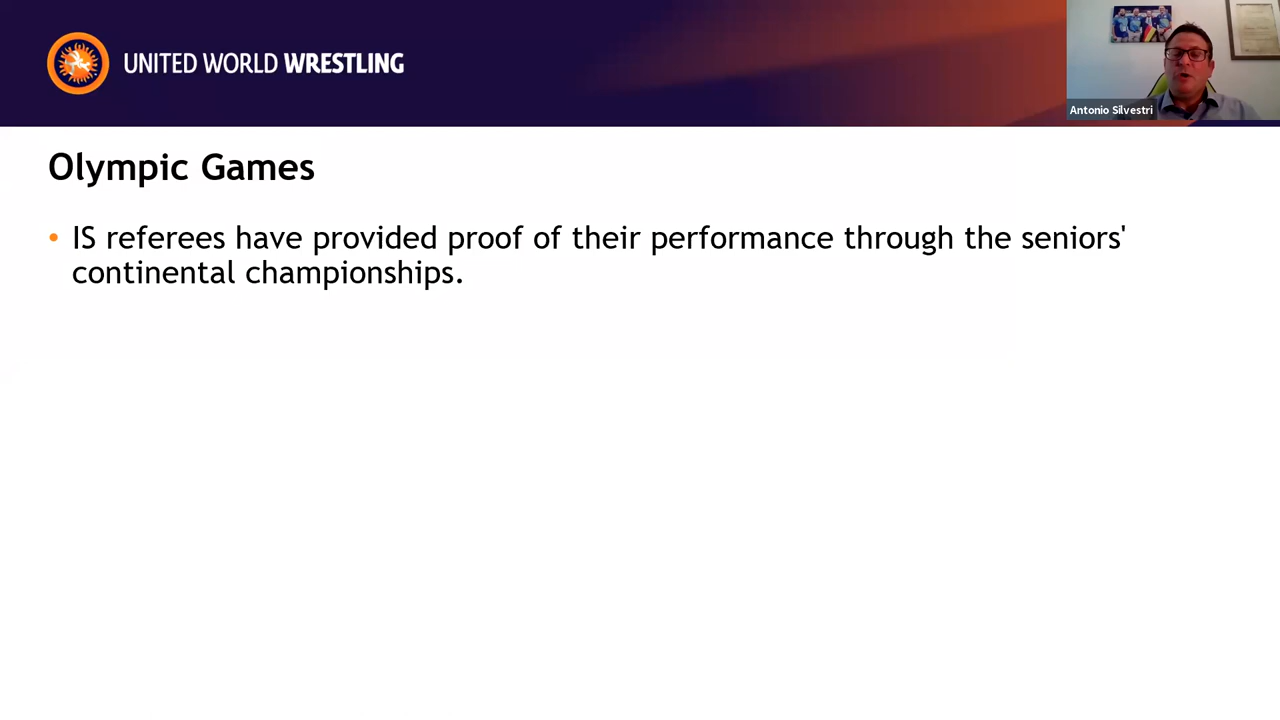 UNITED WORLD WRESTLING
Antonio Silvestri
Olympic Games
• IS referees have provided proof of their performance through the seniors'
continental championships.